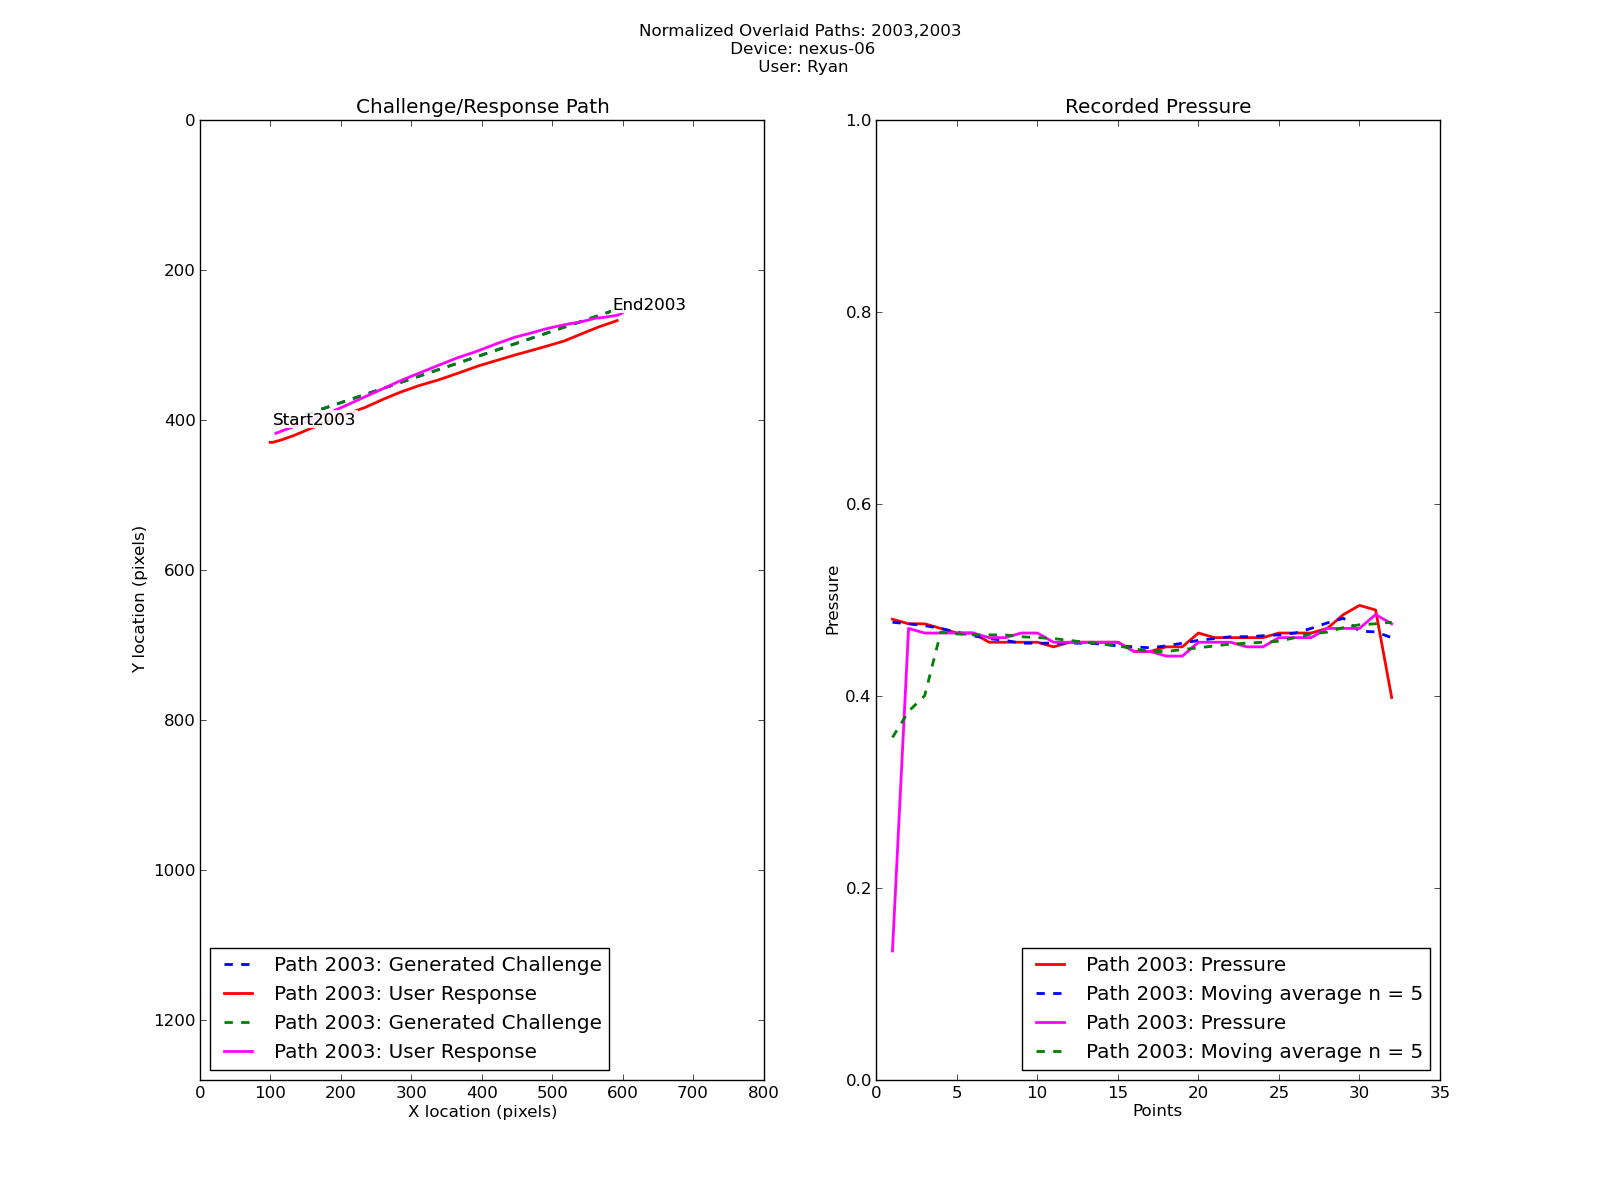 Normalized Overlaid Paths: 2003,2003
Device: nexus-06
User: Ryan
Challenge/Response Path
0
200
400
600
800
1000
1200
Y location (pixels)
Start2003
End2003
Path 2003: Generated Challenge
Path 2003: User Response
Path 2003: Generated Challenge
Path 2003: User Response
0 100 200 300 400 500 600 700 800
X location (pixels)
Recorded Pressure
1.0
0.8
0.6
0.4
0.2
0.0
Pressure
Path 2003: Pressure
Path 2003: Moving average n = 5
Path 2003: Pressure
Path 2003: Moving average n = 5
0 5 10 15 20 25 30 35
Points